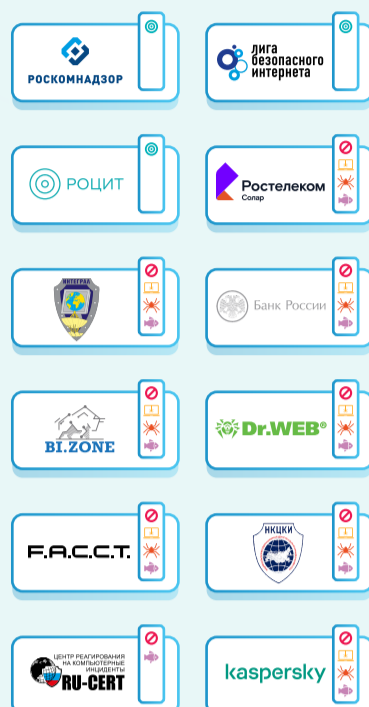 РОСКОМНАДЗОР
лига
безопасного
интернета
РОЦИТ
Ростелеком
Солар
ИНТЕГРАЛ
Банк России
BI.ZONE
Dr.WEB®
F.A.C.C.T.
НКЦКИ
ЦЕНТР РЕАГИРОВАНИЯ
НА КОМПЬЮТЕРНЫЕ
ИНЦИДЕНТЫ
RU-CERT
kaspersky